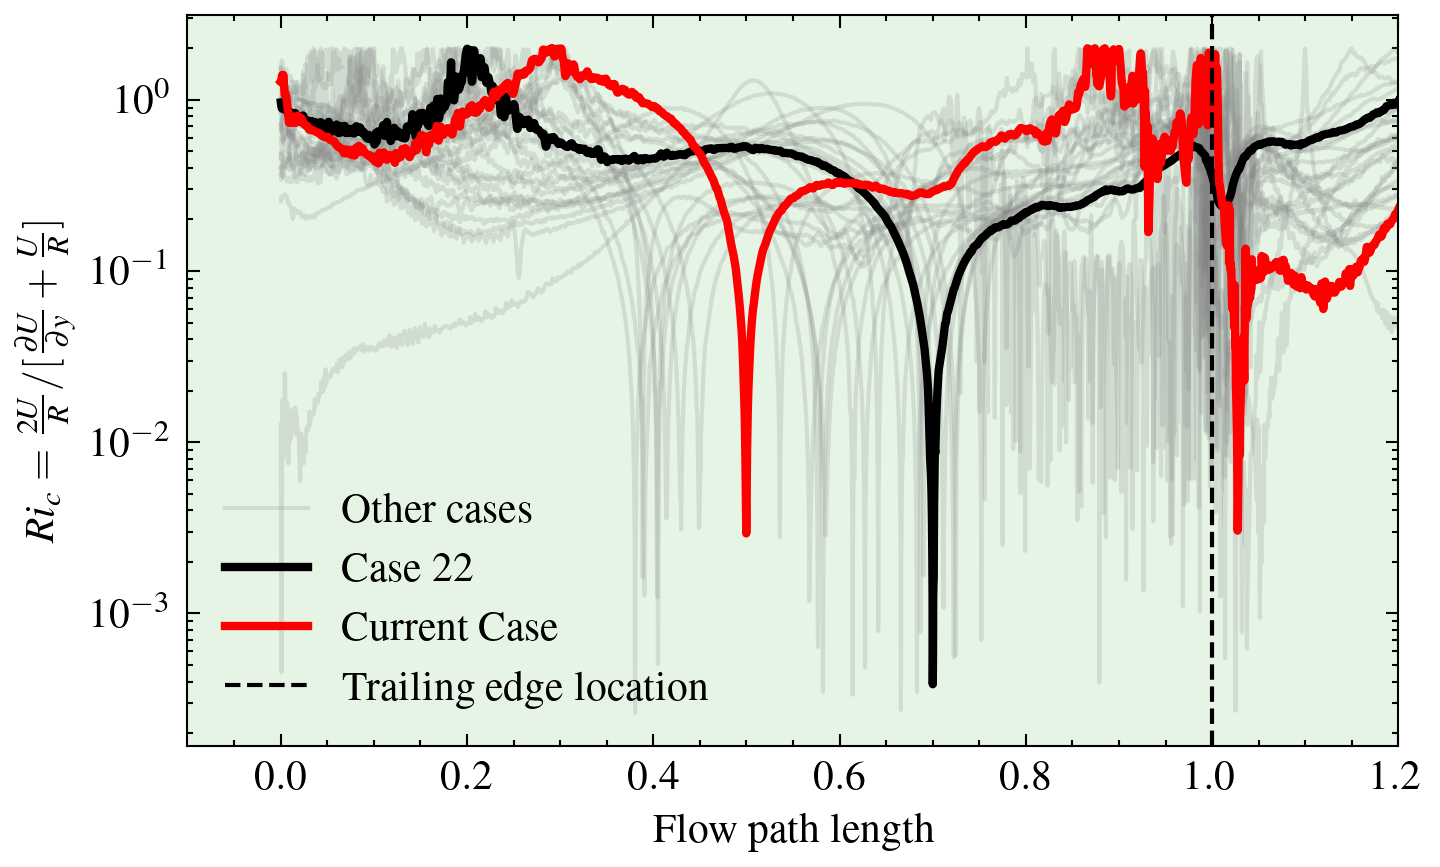 Ri_c = 2U/R / [∂U/∂y + U/R]
10^0
10^−1
10^−2
10^−3
Other cases
Case 22
Current Case
Trailing edge location
0.0 0.2 0.4 0.6 0.8 1.0 1.2
Flow path length